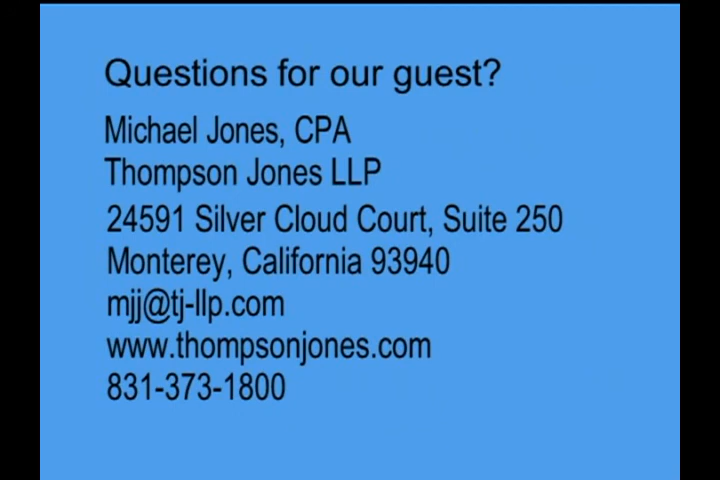 Questions for our guest?
Michael Jones, CPA
Thompson Jones LLP
24591 Silver Cloud Court, Suite 250
Monterey, California 93940
mjj@tj-llp.com
www.thompsonjones.com
831-373-1800